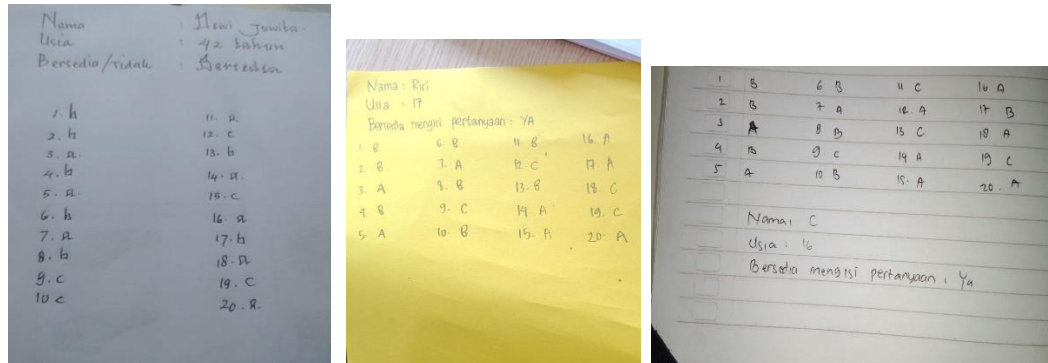 Nama : Dewi Juwita
Usia : 42 tahun
Bersedia/Tidak : Bersedia
1. b 11. a
2. b 12. c
3. a. 13. b
4. b 14. a.
5. a. 15. c
6. b 16. a
7. a 17. b
8. b 18. a
9. c 19. c
10 c 20. a.
Nama : Riri
Usia : 17
Bersedia mengisi pertanyaan : YA
1. B 6. B 11. B 16. A
2. B 7. A 12. C 17. A
3. A 8. B 13. B 18. C
4. B 9. C 14 A 19. C
5. A 10. B 15. A 20. A
1 B 6 B 11 C 16 A
2 B 7 A 12. A 17 B
3 A 8 B 13 C 18 A
4 B 9 C 14 A 19 C
5 A 10 B 15. A 20. A
Nama : C
Usia : 16
Bersedia mengisi pertanyaan : Ya